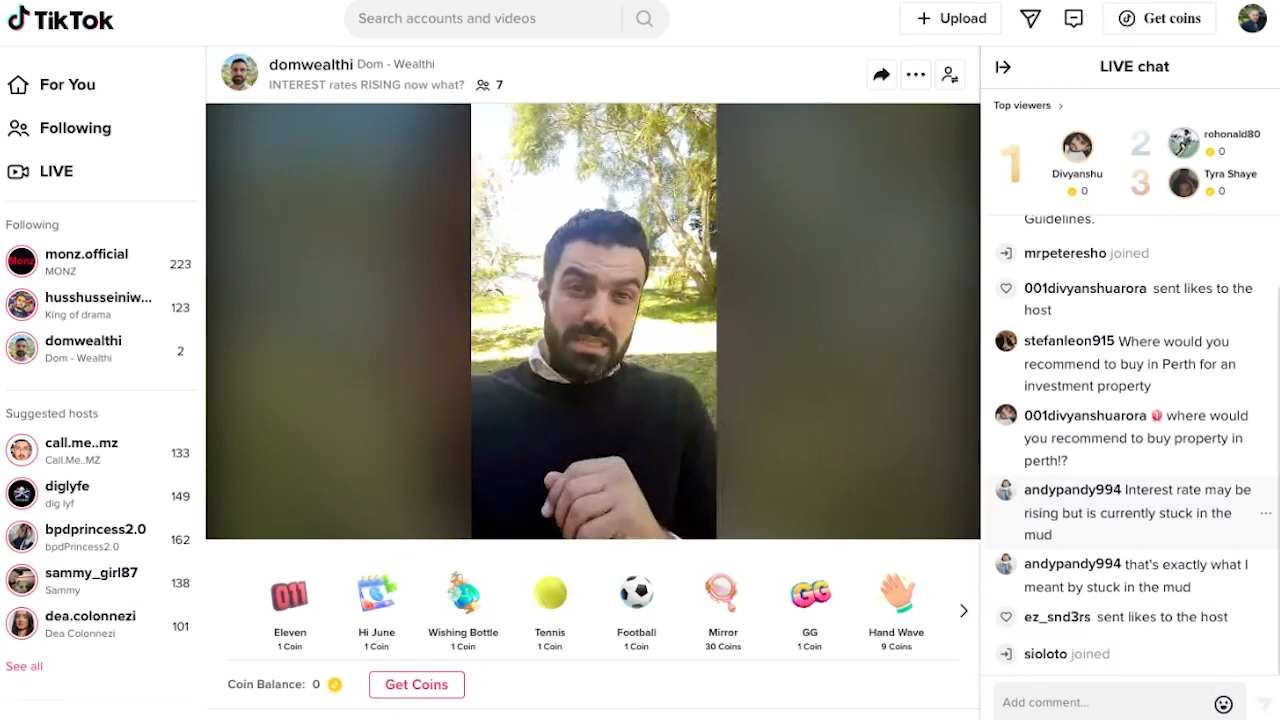 TikTok
Search accounts and videos
Upload
Get coins
For You
Following
LIVE
Following
monz.official
MONZ
223
husshusseiniw...
King of drama
123
domwealthi
Dom - Wealthi
2
Suggested hosts
call.me..mz
Call.Me..MZ
133
diglyfe
dig lyf
149
bpdprincess2.0
bpdPrincess2.0
162
sammy_girl87
Sammy
138
dea.colonnezi
Dea Colonnezi
101
See all
domwealthi Dom - Wealthi
INTEREST rates RISING now what? 7
011
GG
Eleven
1 Coin
Hi June
1 Coin
Wishing Bottle
1 Coin
Tennis
1 Coin
Football
1 Coin
Mirror
30 Coins
GG
1 Coin
Hand Wave
9 Coins
Coin Balance: 0
Get Coins
LIVE chat
Top viewers
1
Divyanshu
0
2
rohonald80
0
3
Tyra Shaye
0
Guidelines.
mrpeteresho joined
001divyanshuarora sent likes to the
host
stefanleon915 Where would you
recommend to buy in Perth for an
investment property
001divyanshuarora where would
you recommend to buy property in
perth!?
andypandy994 Interest rate may be
rising but is currently stuck in the
mud
andypandy994 that's exactly what I
meant by stuck in the mud
ez_snd3rs sent likes to the host
sioloto joined
Add comment...